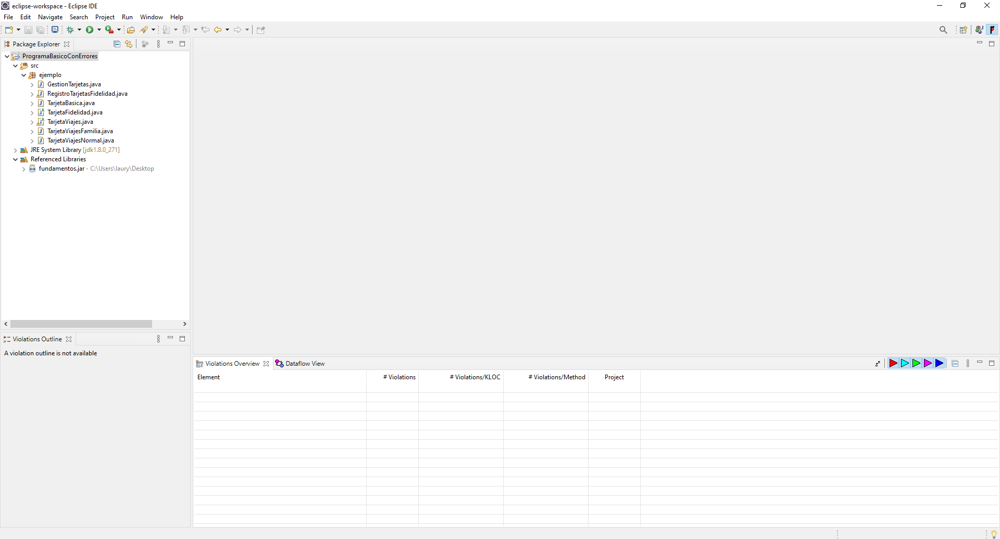 eclipse-workspace - Eclipse IDE
File Edit Navigate Search Project Run Window Help
Package Explorer
ProgramaBasicoConErrores
src
ejemplo
GestionTarjetas.java
RegistroTarjetasFidelidad.java
TarjetaBasica.java
TarjetaFidelidad.java
TarjetaViajes.java
TarjetaViajesFamilia.java
TarjetaViajesNormal.java
JRE System Library [jdk1.8.0_271]
Referenced Libraries
fundamentos.jar - C:\Users\laury\Desktop
Violations Outline
A violation outline is not available
Violations Overview Dataflow View
Element # Violations # Violations/KLOC # Violations/Method Project